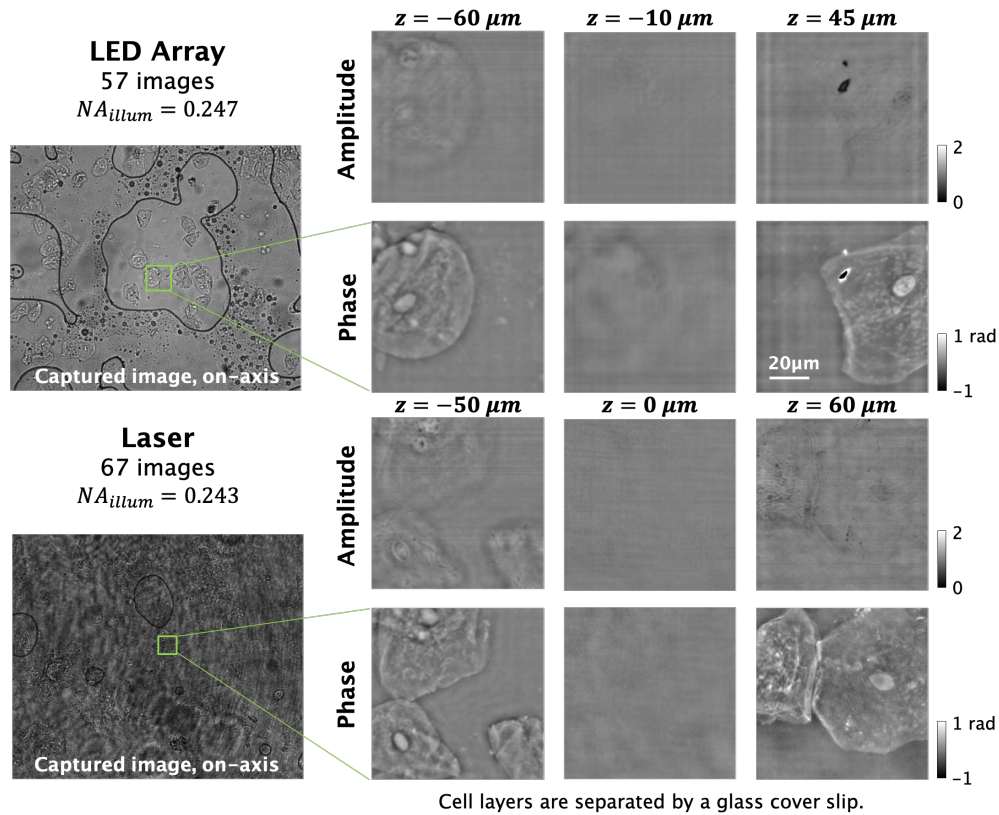 LED Array
57 images
NAillum = 0.247
Captured image, on-axis
z = −60 μm
z = −10 μm
z = 45 μm
Amplitude
2
0
Phase
20μm
1 rad
-1
Laser
67 images
NAillum = 0.243
Captured image, on-axis
z = −50 μm
z = 0 μm
z = 60 μm
Amplitude
2
0
Phase
1 rad
-1
Cell layers are separated by a glass cover slip.